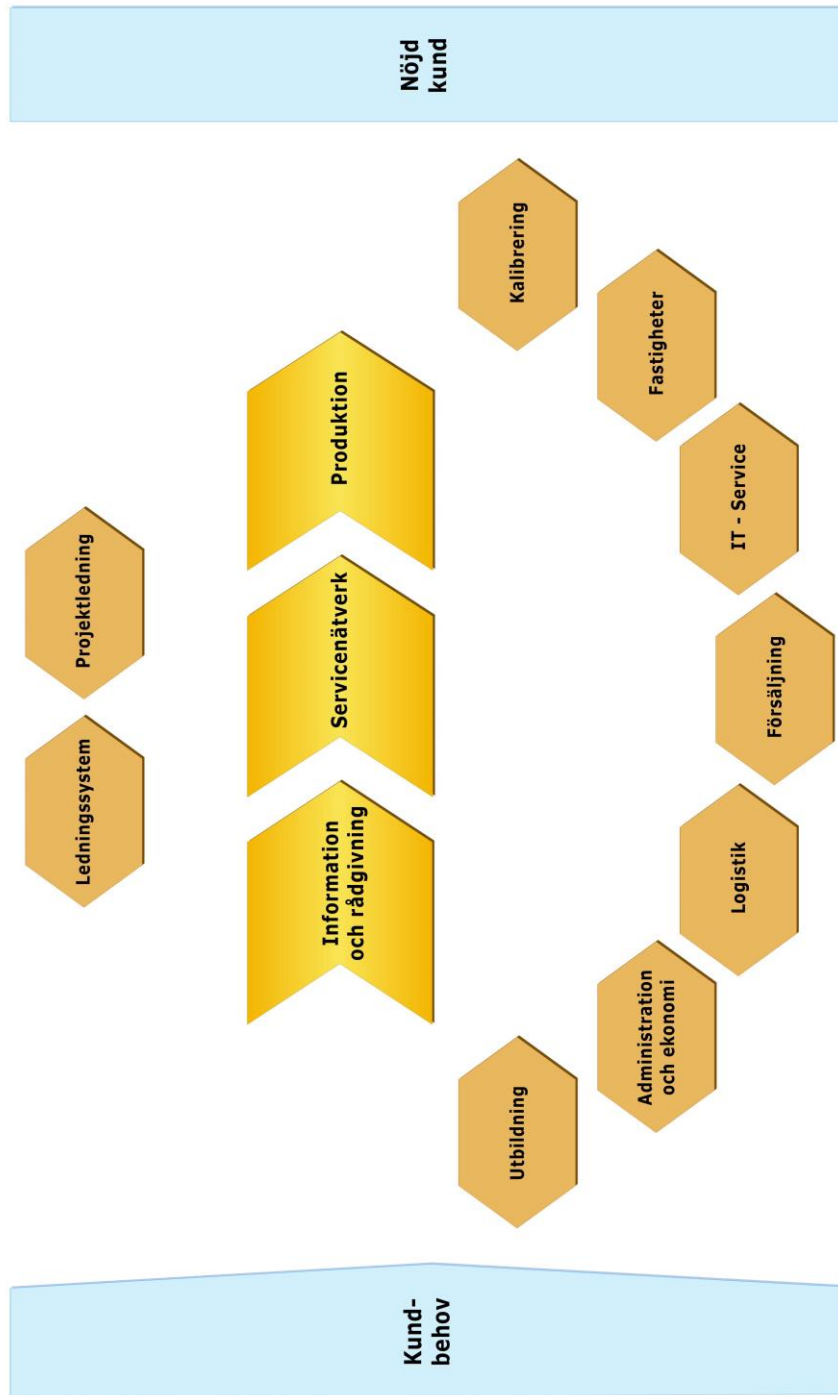 Ledningssystem
Projektledning
Kund-
behov
Information
och rådgivning
Servicenätverk
Produktion
Nöjd
kund
Utbildning
Administration
och ekonomi
Logistik
Försäljning
IT - Service
Fastigheter
Kalibrering